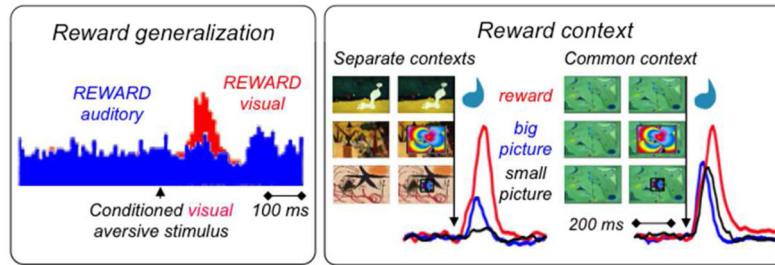 Reward generalization
REWARD
auditory
REWARD
visual
Conditioned visual
aversive stimulus
100 ms
Reward context
Separate contexts
Common context
reward
big
picture
small
picture
200 ms